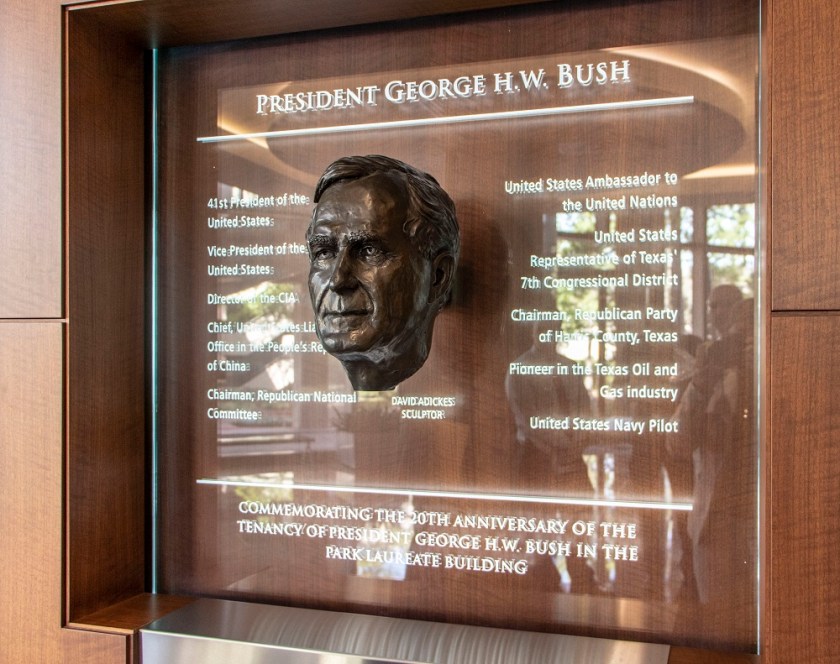 PRESIDENT GEORGE H.W. BUSH
41st President of the
United States
Vice President of the
United States
Director of the CIA
Chief, United States
Office in the People's
of China
Chairman, Republican National
Committee
DAVID ADICKES
SCULPTOR
United States Ambassador to
the United Nations
United States
Representative of Texas'
7th Congressional District
Chairman, Republican Party
of Harris County, Texas
Pioneer in the Texas Oil and
Gas industry
United States Navy Pilot
COMMEMORATING THE 20TH ANNIVERSARY OF THE
TENANCY OF PRESIDENT GEORGE H.W. BUSH IN THE
PARK LAUREATE BUILDING